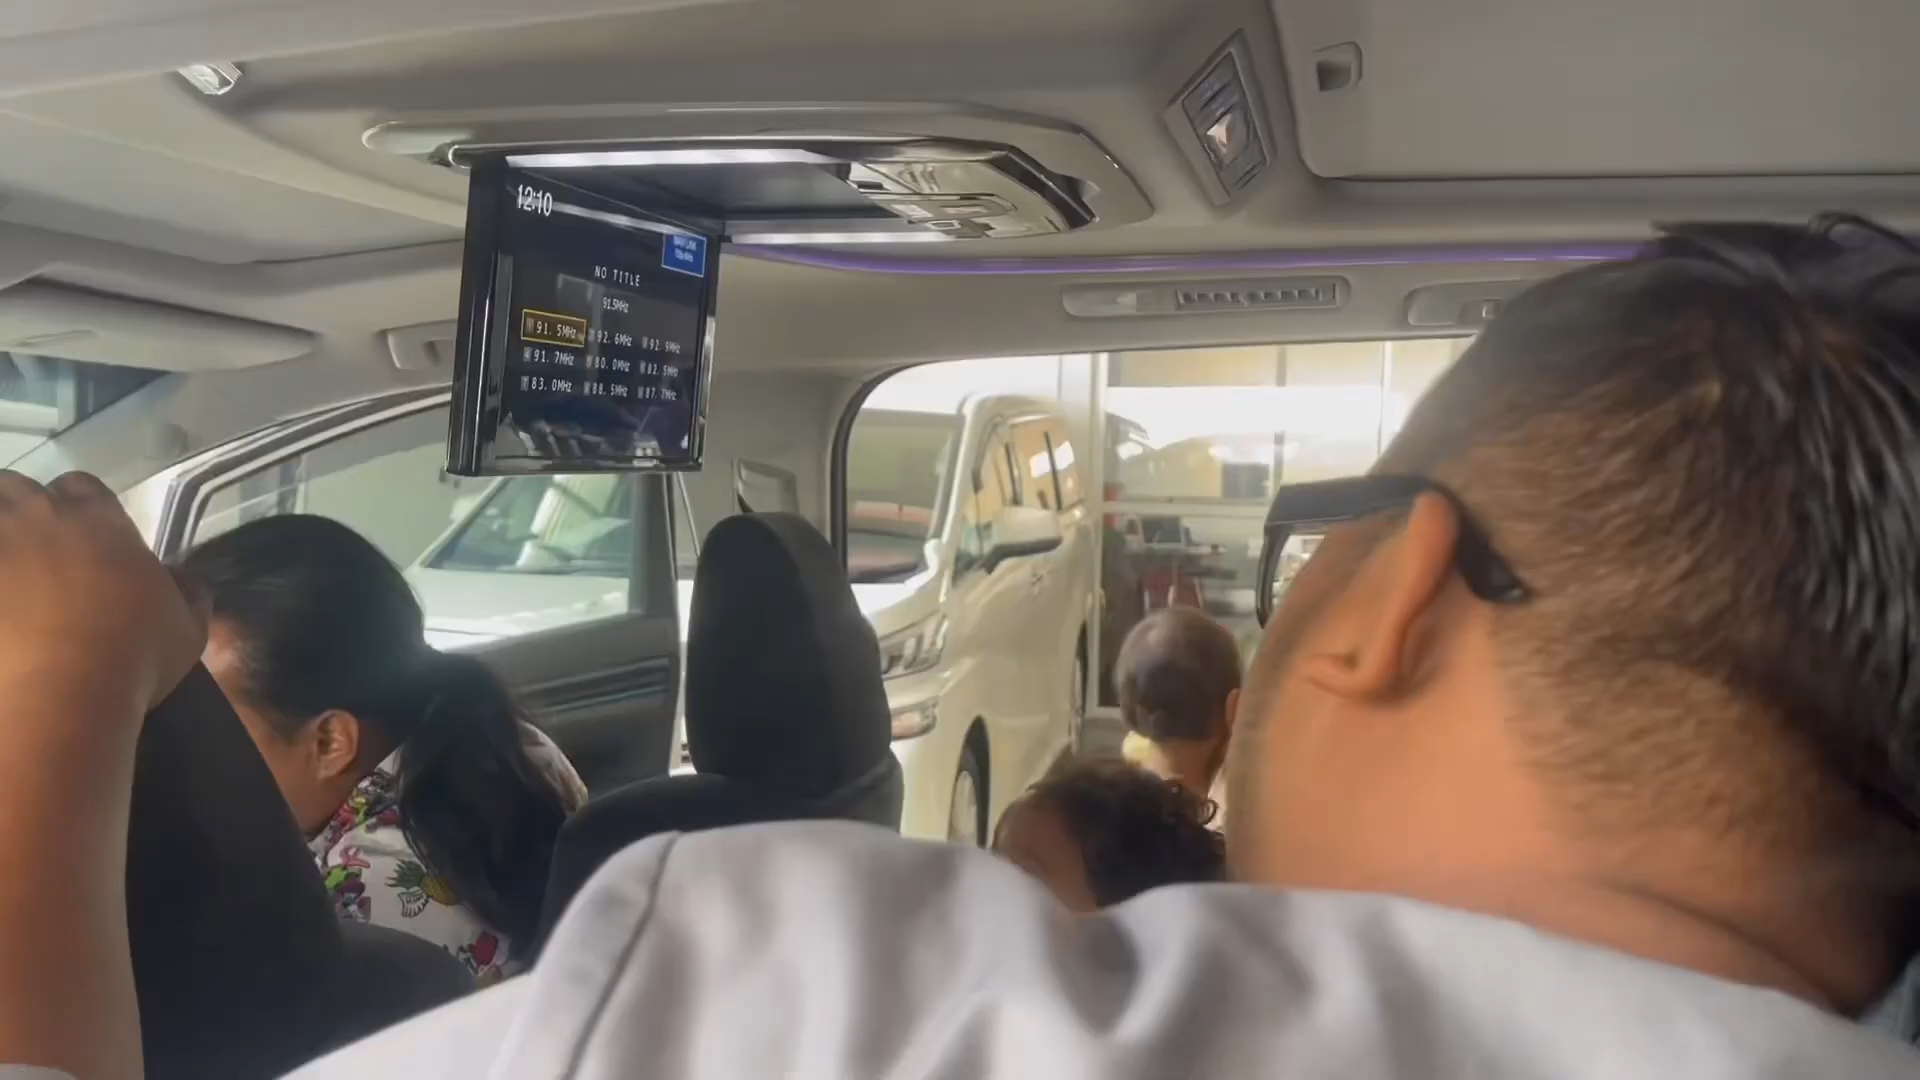 12:10
NO TITLE
91.5MHz
1 91.5MHz 2 92.6MHz 3 92.9MHz
4 91.7MHz 5 80.0MHz 6 82.5MHz
7 83.0MHz 8 88.5MHz 9 87.7MHz